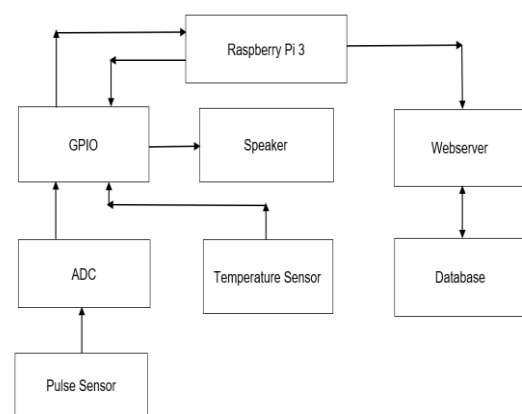 Raspberry Pi 3
GPIO
Speaker
Webserver
ADC
Temperature Sensor
Database
Pulse Sensor